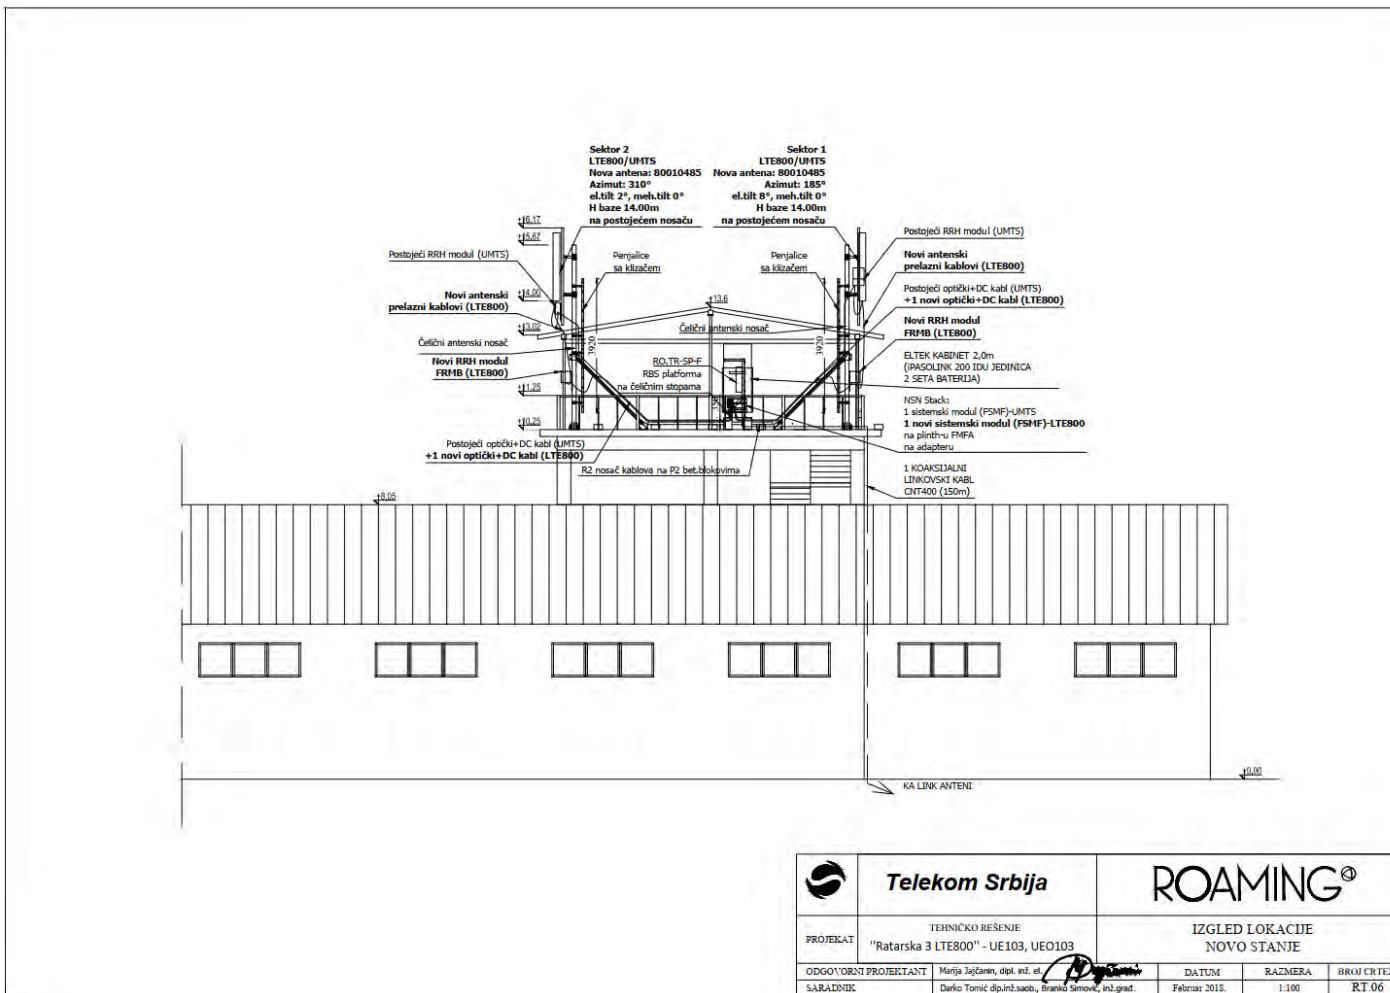 Sektor 2
LTE800/UMTS
Nova antena: 80010485
Azimut: 310°
el.tilt 2°, meh.tilt 0°
H baze 14.00m
na postojećem nosaču
Sektor 1
LTE800/UMTS
Nova antena: 80010485
Azimut: 185°
el.tilt 8°, meh.tilt 0°
H baze 14.00m
na postojećem nosaču
+16,17
+15,67
Postojeći RRH modul (UMTS)
Penjalice
sa klizačem
Penjalice
sa klizačem
Postojeći RRH modul (UMTS)
Novi antenski
prelazni kablovi (LTE800)
Novi antenski
prelazni kablovi (LTE800)
+14,00
+13.6
Postojeći optički+DC kabl (UMTS)
+1 novi optički+DC kabl (LTE800)
+13,02
Čelični antenski nosač
Čelični antenski nosač
3920
3920
Novi RRH modul
FRMB (LTE800)
Novi RRH modul
FRMB (LTE800)
RO.TR-SP-F
RBS platforma
na čeličnim stopama
ELTEK KABINET 2,0m
(iPASOLINK 200 IDU JEDINICA
2 SETA BATERIJA)
+11,25
+10,25
NSN Stack:
1 sistemski modul (FSMF)-UMTS
1 novi sistemski modul (FSMF)-LTE800
na plinth-u FMFA
na adapteru
Postojeći optički+DC kabl (UMTS)
+1 novi optički+DC kabl (LTE800)
R2 nosač kablova na P2 bet.blokovima
1 KOAKSIJALNI
LINKOVSKI KABL
CNT400 (150m)
+8,05
+0,00
KA LINK ANTENI
Telekom Srbija
ROAMING
PROJEKAT
TEHNIČKO REŠENJE
"Ratarska 3 LTE800" - UE103, UEO103
IZGLED LOKACIJE
NOVO STANJE
ODGOVORNI PROJEKTANT
Marija Jajčanin, dipl. inž. el.
DATUM
RAZMERA
BROJ CRTEŽ
SARADNIK
Darko Tomić dip.inž.saob., Branko Simović, inž.građ.
Februar 2018.
1:100
RT.06